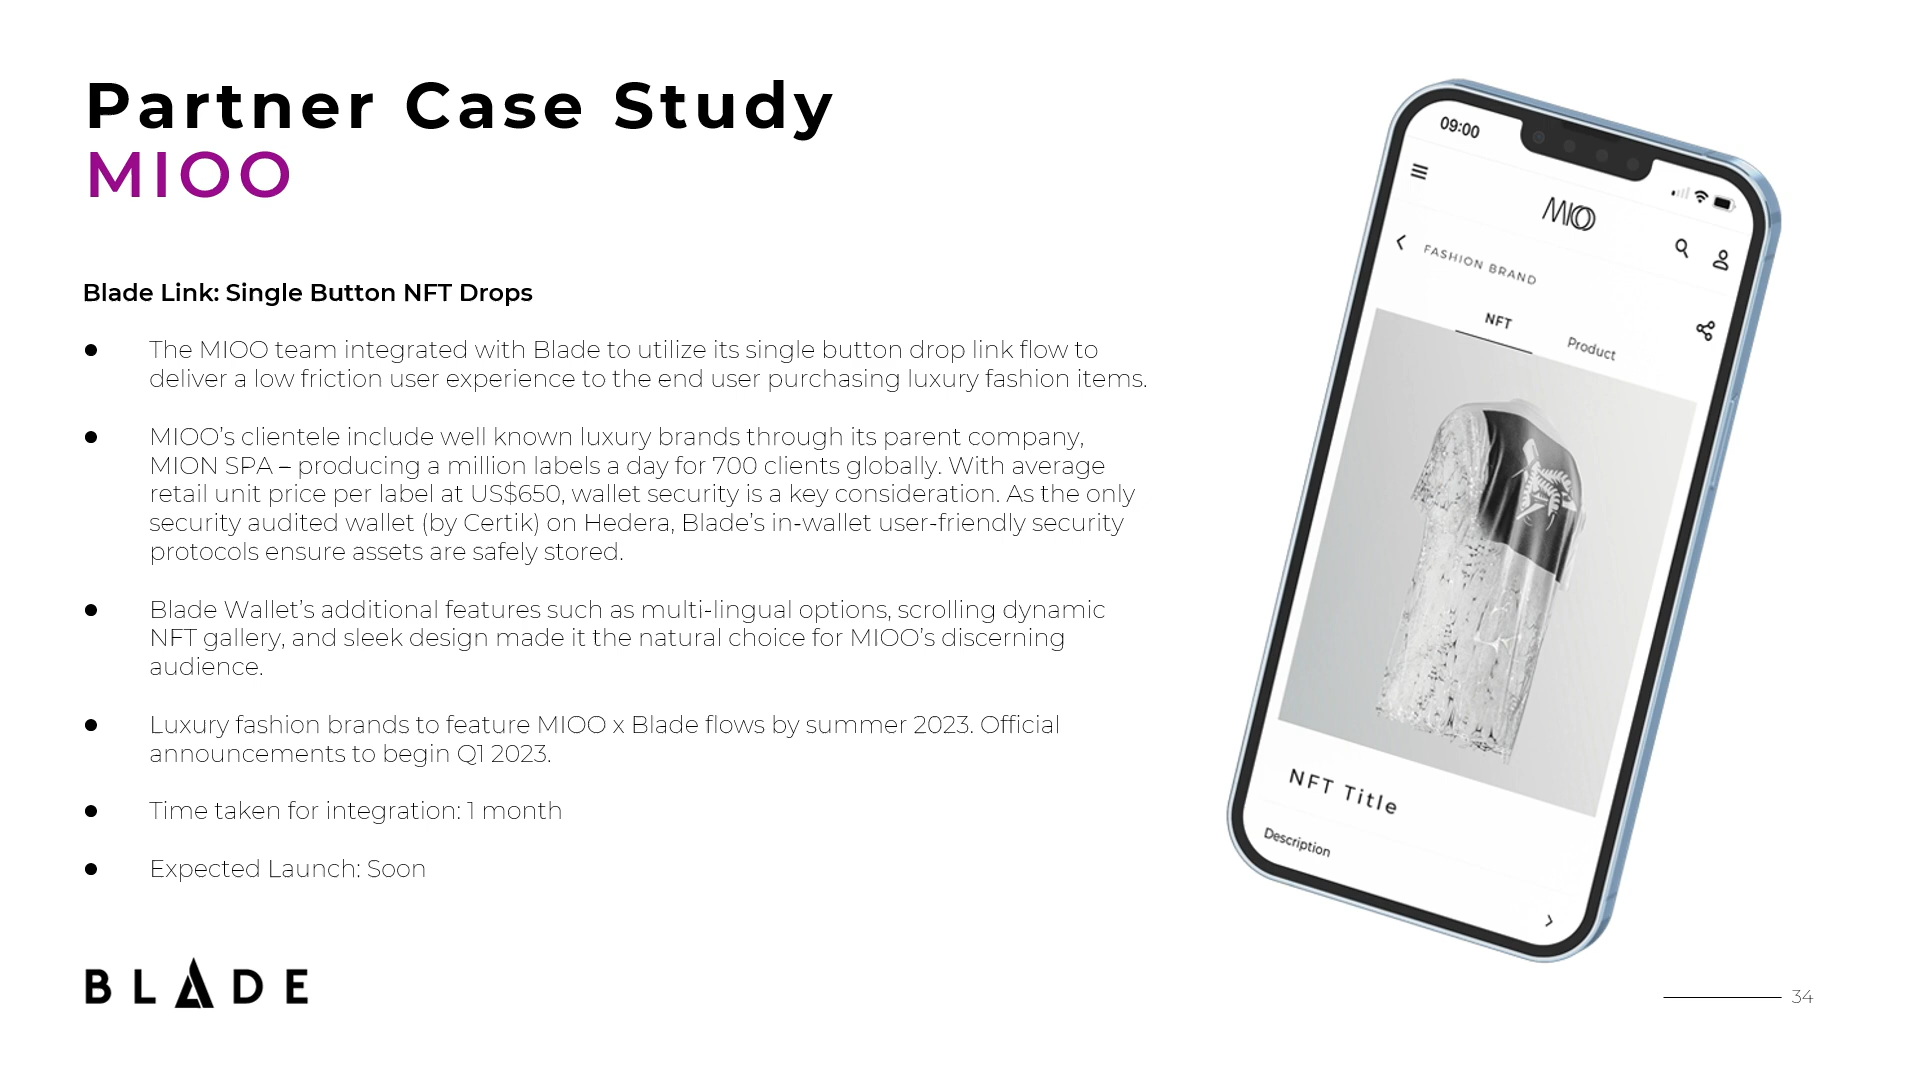 Partner Case Study
MIOO
Blade Link: Single Button NFT Drops
● The MIOO team integrated with Blade to utilize its single button drop link flow to
deliver a low friction user experience to the end user purchasing luxury fashion items.
● MIOO’s clientele include well known luxury brands through its parent company,
MION SPA – producing a million labels a day for 700 clients globally. With average
retail unit price per label at US$650, wallet security is a key consideration. As the only
security audited wallet (by Certik) on Hedera, Blade’s in-wallet user-friendly security
protocols ensure assets are safely stored.
● Blade Wallet’s additional features such as multi-lingual options, scrolling dynamic
NFT gallery, and sleek design made it the natural choice for MIOO’s discerning
audience.
● Luxury fashion brands to feature MIOO x Blade flows by summer 2023. Official
announcements to begin Q1 2023.
● Time taken for integration: 1 month
● Expected Launch: Soon
BLADE
09:00
MIOO
FASHION BRAND
NFT
Product
NFT Title
Description
34